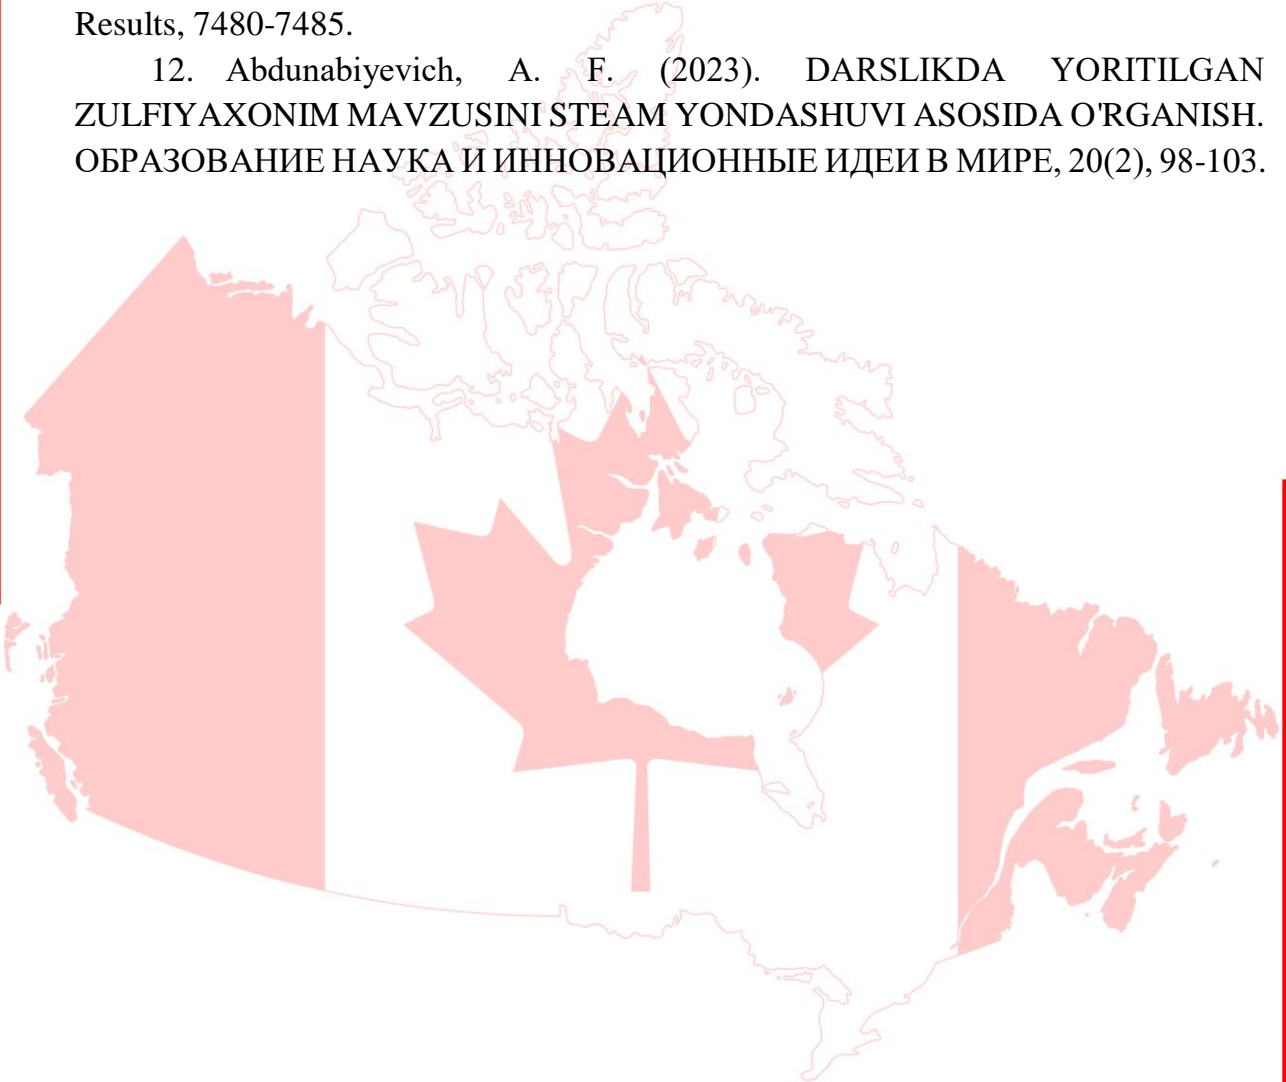 Results, 7480-7485.
12. Abdunabiyevich, A. F. (2023). DARSLIKDA YORITILGAN
ZULFIYAXONIM MAVZUSINI STEAM YONDASHUVI ASOSIDA O'RGANISH.
ОБРАЗОВАНИЕ НАУКА И ИННОВАЦИОННЫЕ ИДЕИ В МИРЕ, 20(2), 98-103.